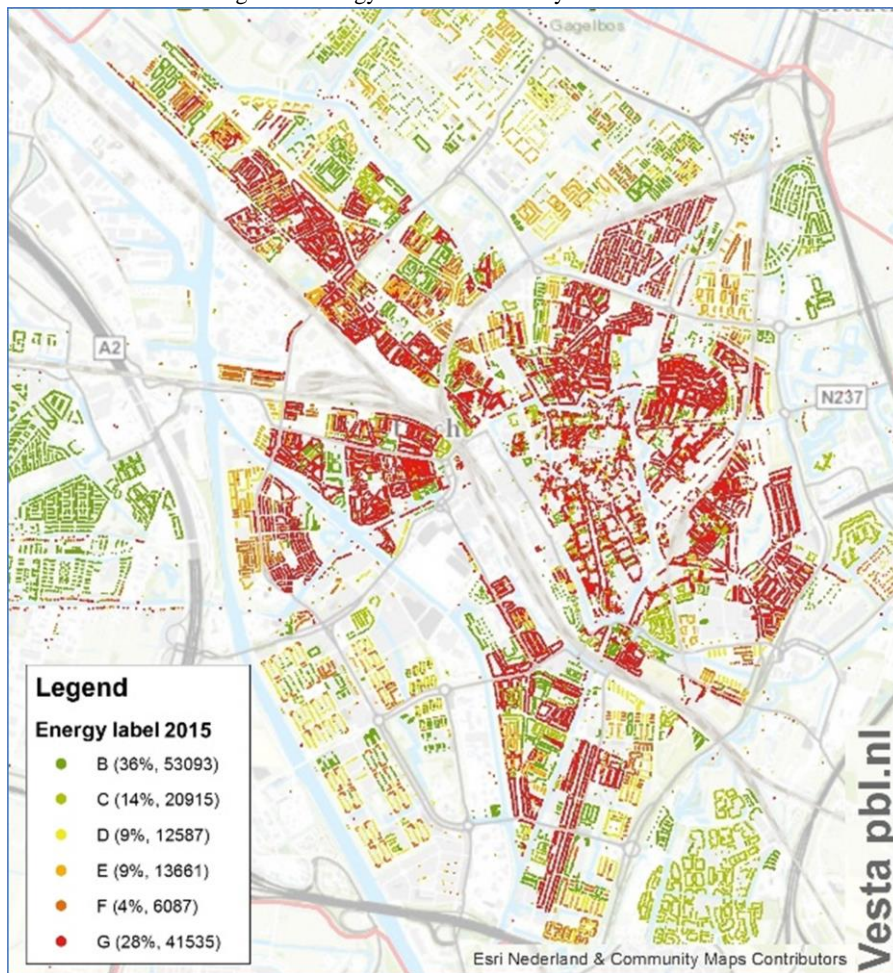 Gagelbos
A2
N237
Legend
Energy label 2015
B (36%, 53093)
C (14%, 20915)
D (9%, 12587)
E (9%, 13661)
F (4%, 6087)
G (28%, 41535)
Vesta pbl.nl
Esri Nederland & Community Maps Contributors